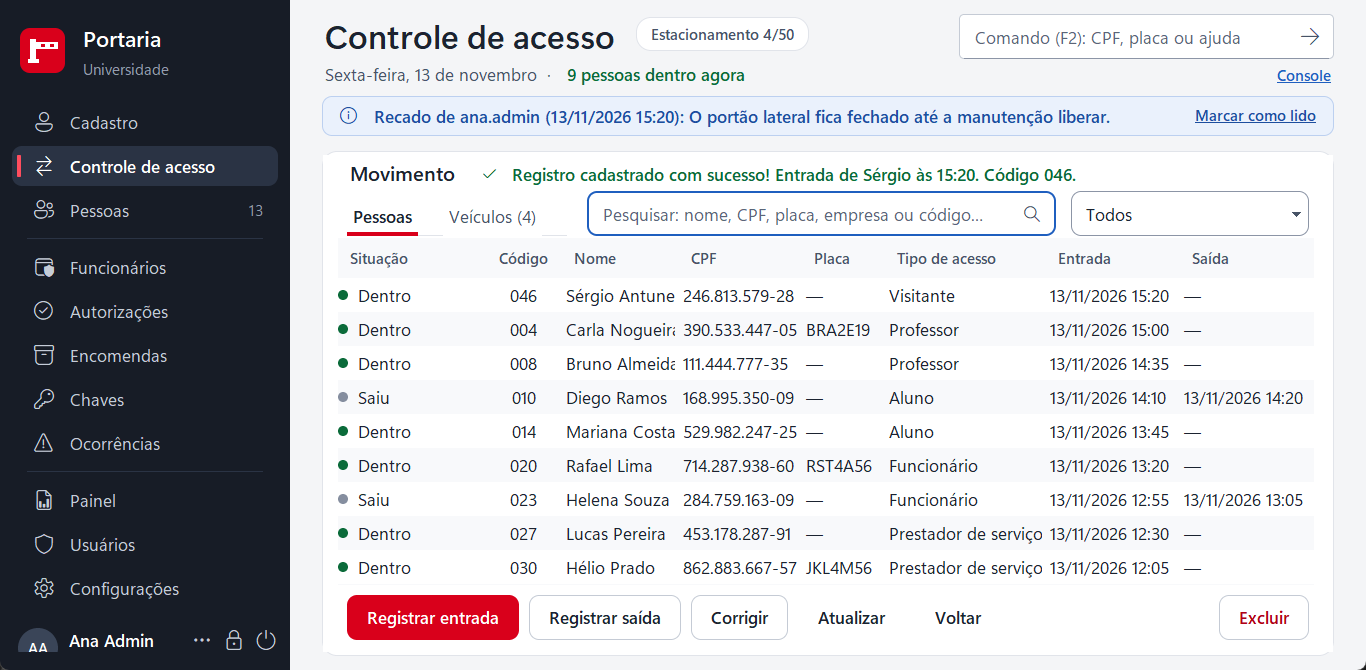 Portaria
Universidade
Cadastro
Controle de acesso
Pessoas 13
Funcionários
Autorizações
Encomendas
Chaves
Ocorrências
Painel
Usuários
Configurações
AA Ana Admin
Controle de acesso Estacionamento 4/50
Comando (F2): CPF, placa ou ajuda
Sexta-feira, 13 de novembro · 9 pessoas dentro agora
Console
Recado de ana.admin (13/11/2026 15:20): O portão lateral fica fechado até a manutenção liberar. Marcar como lido
Movimento Registro cadastrado com sucesso! Entrada de Sérgio às 15:20. Código 046.
Pessoas Veículos (4) Pesquisar: nome, CPF, placa, empresa ou código... Todos
Situação Código Nome CPF Placa Tipo de acesso Entrada Saída
Dentro 046 Sérgio Antune 246.813.579-28 — Visitante 13/11/2026 15:20 —
Dentro 004 Carla Nogueira 390.533.447-05 BRA2E19 Professor 13/11/2026 15:00 —
Dentro 008 Bruno Almeida 111.444.777-35 — Professor 13/11/2026 14:35 —
Saiu 010 Diego Ramos 168.995.350-09 — Aluno 13/11/2026 14:10 13/11/2026 14:20
Dentro 014 Mariana Costa 529.982.247-25 — Aluno 13/11/2026 13:45 —
Dentro 020 Rafael Lima 714.287.938-60 RST4A56 Funcionário 13/11/2026 13:20 —
Saiu 023 Helena Souza 284.759.163-09 — Funcionário 13/11/2026 12:55 13/11/2026 13:05
Dentro 027 Lucas Pereira 453.178.287-91 — Prestador de serviço 13/11/2026 12:30 —
Dentro 030 Hélio Prado 862.883.667-57 JKL4M56 Prestador de serviço 13/11/2026 12:05 —
Registrar entrada Registrar saída Corrigir Atualizar Voltar Excluir